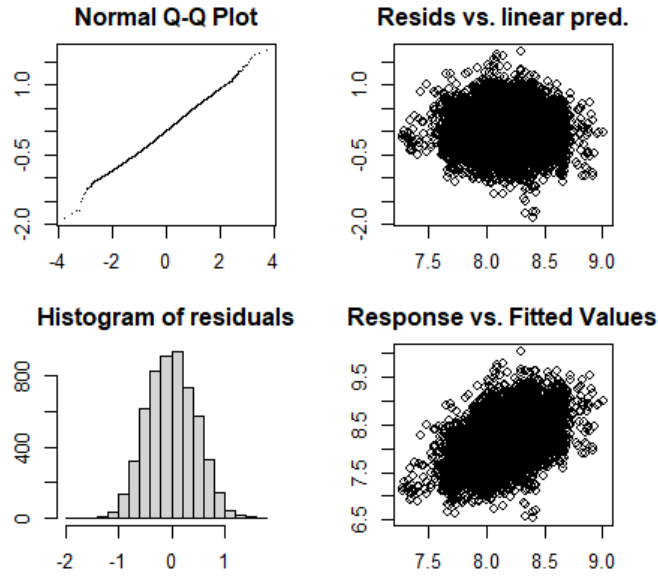 Normal Q-Q Plot
1.0
-0.5
-2.0
-4 -2 0 2 4
Resids vs. linear pred.
1.0
-0.5
-2.0
7.5 8.0 8.5 9.0
Histogram of residuals
800
400
0
-2 -1 0 1
Response vs. Fitted Values
9.5
8.5
7.5
6.5
7.5 8.0 8.5 9.0